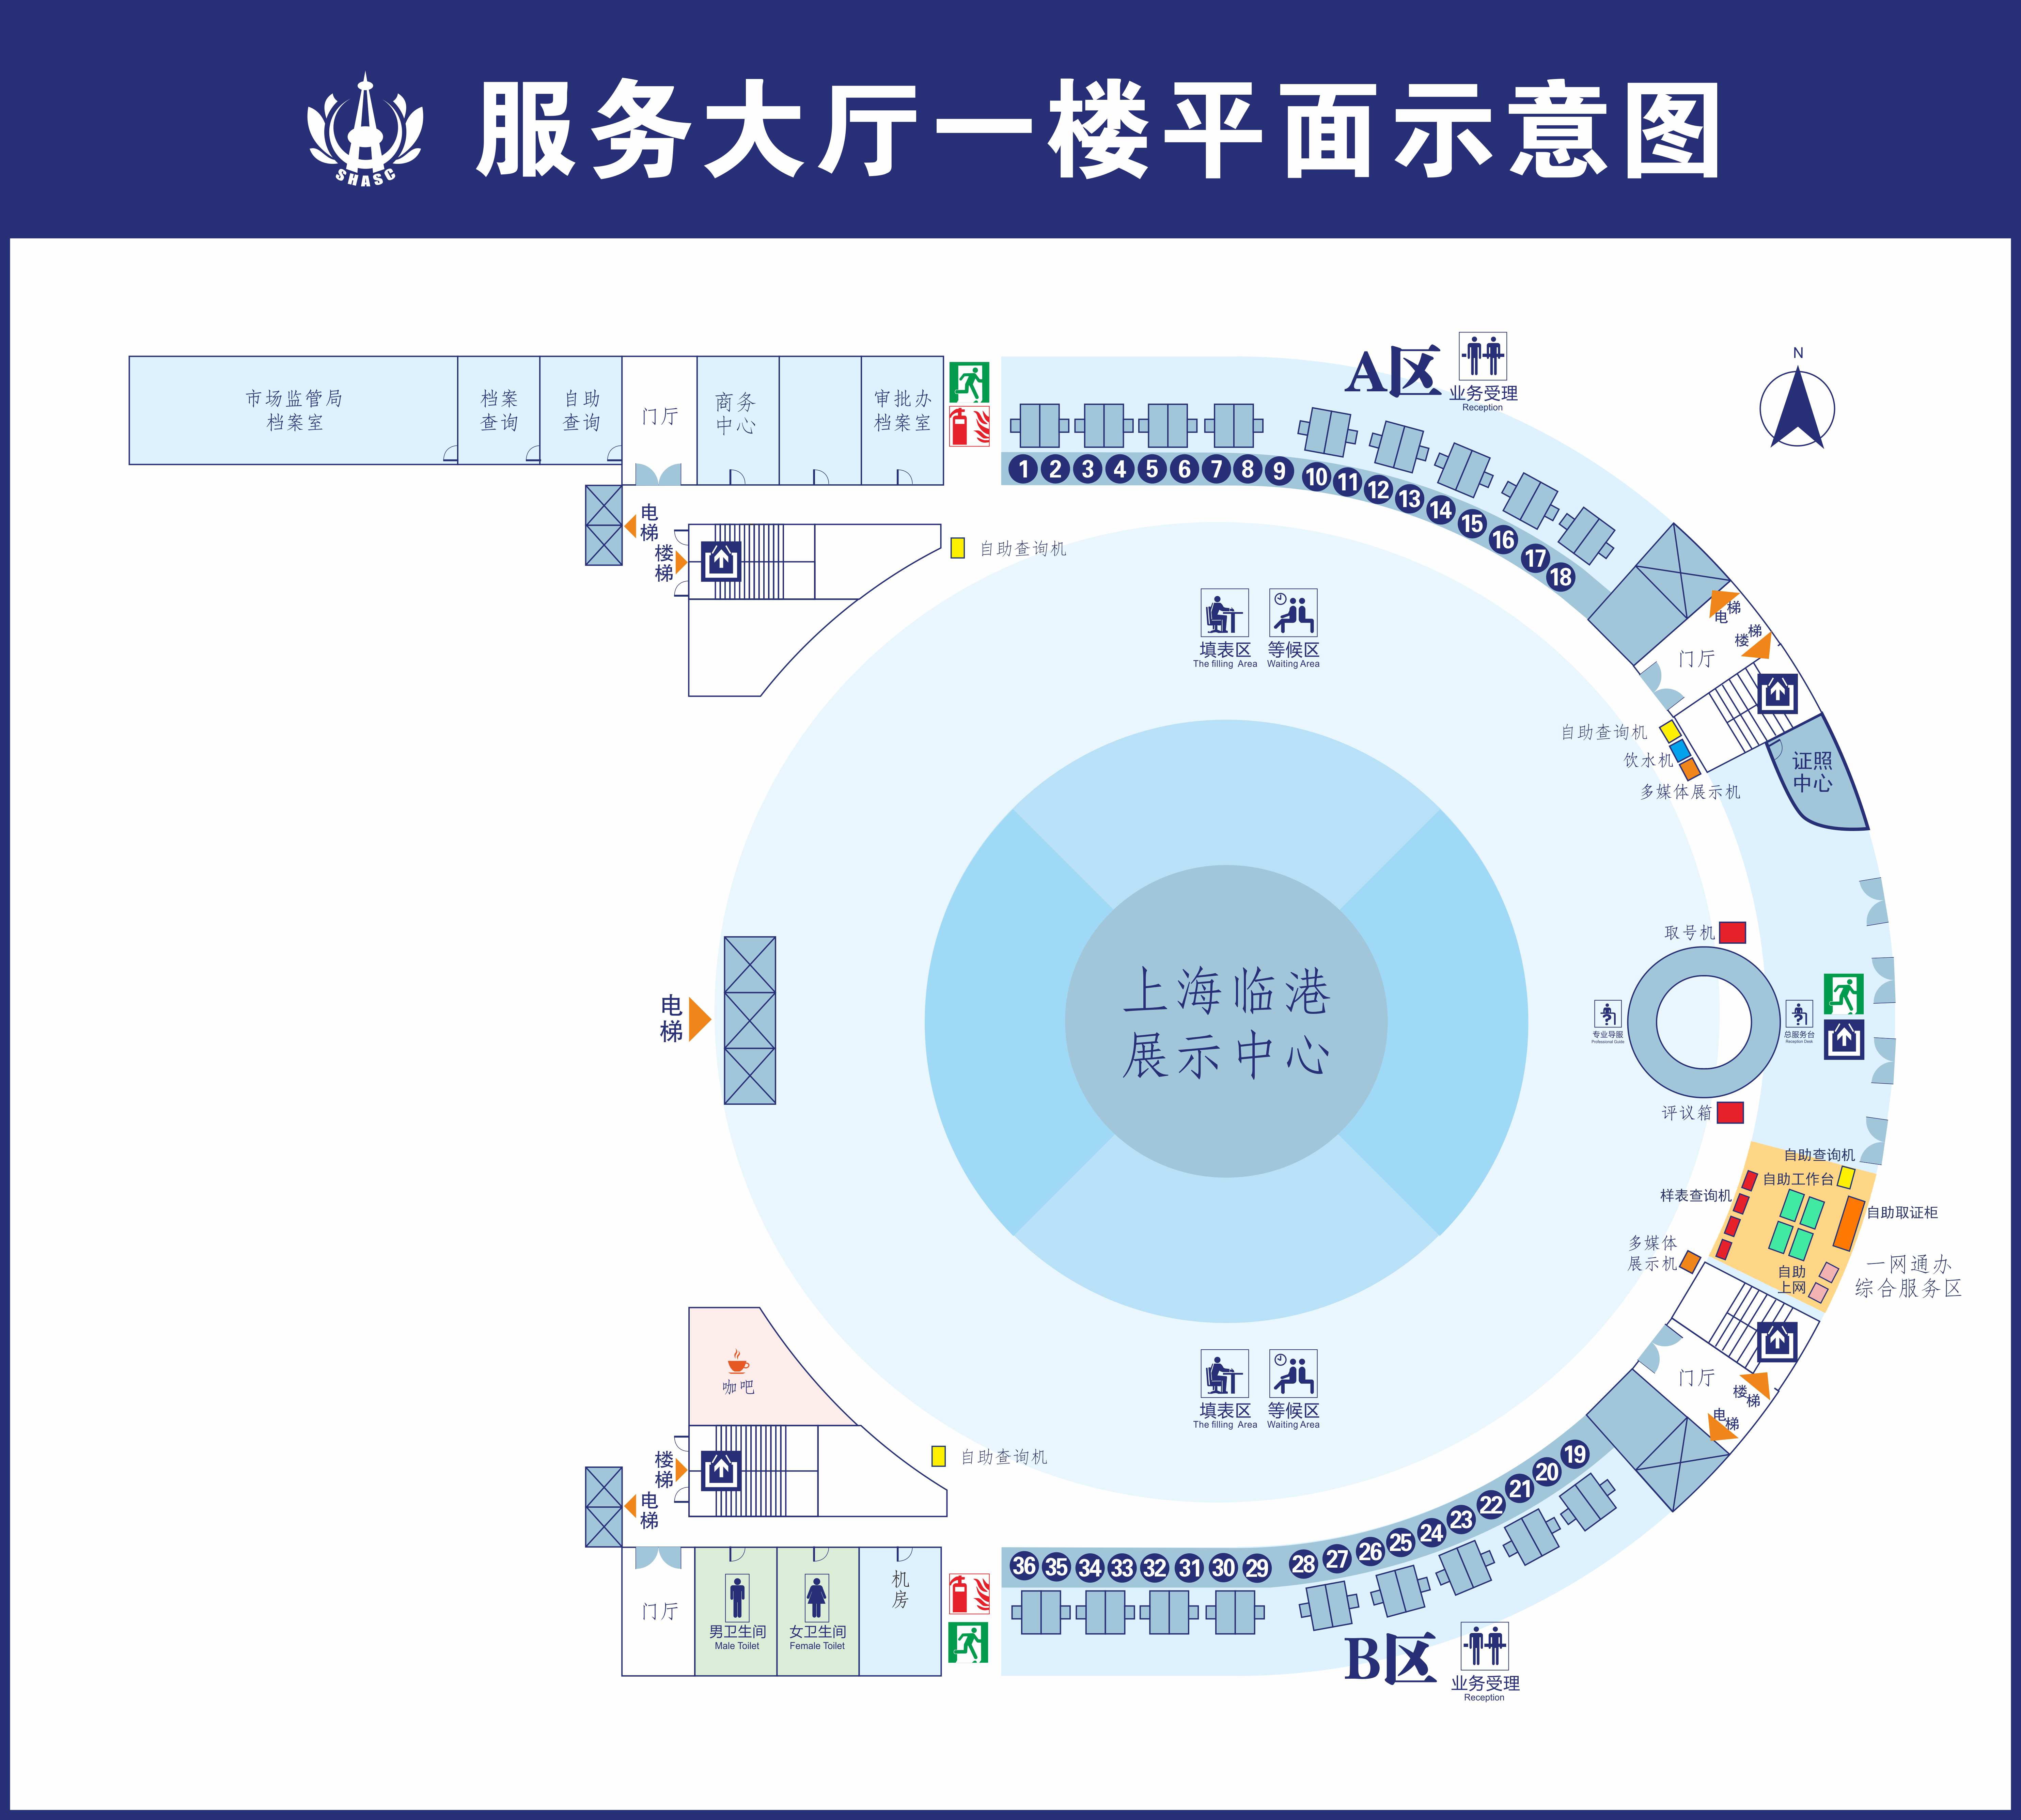 SHASC
服务大厅一楼平面示意图
A区
业务受理
Reception
N
市场监管局
档案室
档案
查询
自助
查询
门厅
商务
中心
审批办
档案室
1 2 3 4 5 6 7 8 9 10 11 12 13 14 15 16 17 18
电梯
楼梯
自助查询机
填表区
The filling Area
等候区
Waiting Area
电梯
楼梯
门厅
自助查询机
饮水机
多媒体展示机
证照
中心
上海临港
展示中心
电梯
取号机
专业导服
Professional Guide
总服务台
Reception Desk
评议箱
自助查询机
自助工作台
样表查询机
自助取证柜
多媒体
展示机
自助
上网
一网通办
综合服务区
咖吧
填表区
The filling Area
等候区
Waiting Area
门厅
楼梯
电梯
楼梯
电梯
自助查询机
19
20
21
22
23
24
25
26
27
28
36 35 34 33 32 31 30 29
门厅
男卫生间
Male Toilet
女卫生间
Female Toilet
机房
B区
业务受理
Reception